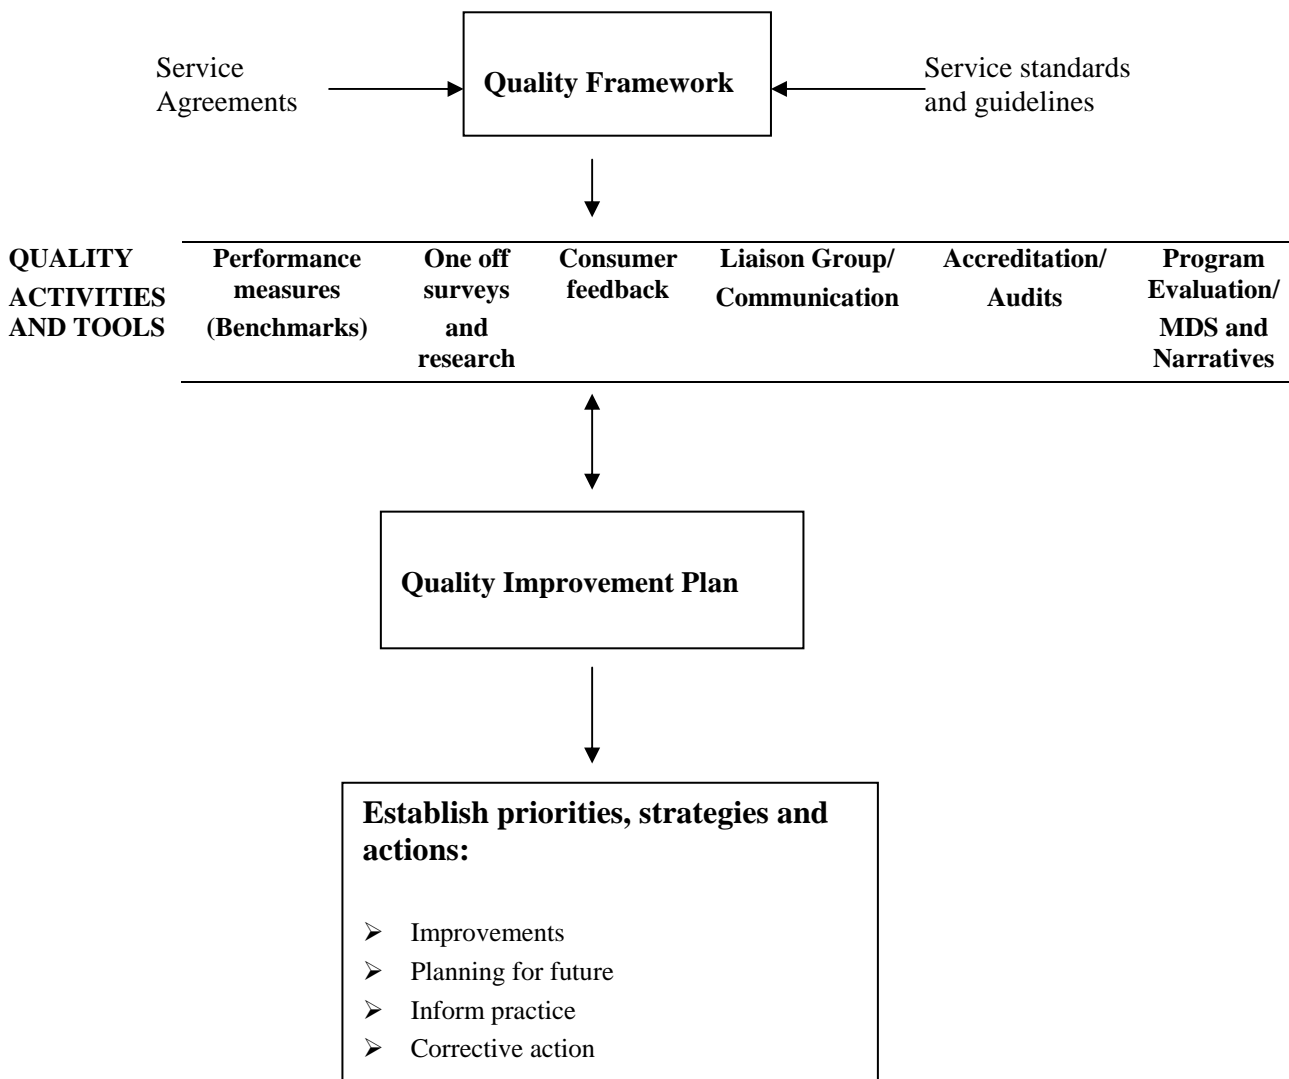 Service
Agreements
Quality Framework
Service standards
and guidelines
QUALITY
ACTIVITIES
AND TOOLS
Performance
measures
(Benchmarks)
One off
surveys
and
research
Consumer
feedback
Liaison Group/
Communication
Accreditation/
Audits
Program
Evaluation/
MDS and
Narratives
Quality Improvement Plan
Establish priorities, strategies and
actions:
➢ Improvements
➢ Planning for future
➢ Inform practice
➢ Corrective action